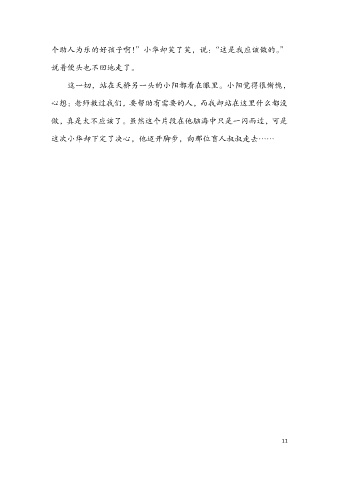 个助人为乐的好孩子啊！”小华却笑了笑，说：“这是我应该做的。”
说着便头也不回地走了。
这一切，站在天桥另一头的小阳都看在眼里。小阳觉得很惭愧，
心想：老师教过我们，要帮助有需要的人，而我却站在这里什么都没
做，真是太不应该了。虽然这个片段在他脑海中只是一闪而过，可是
这次小华却下定了决心，他迈开脚步，向那位盲人叔叔走去……
11